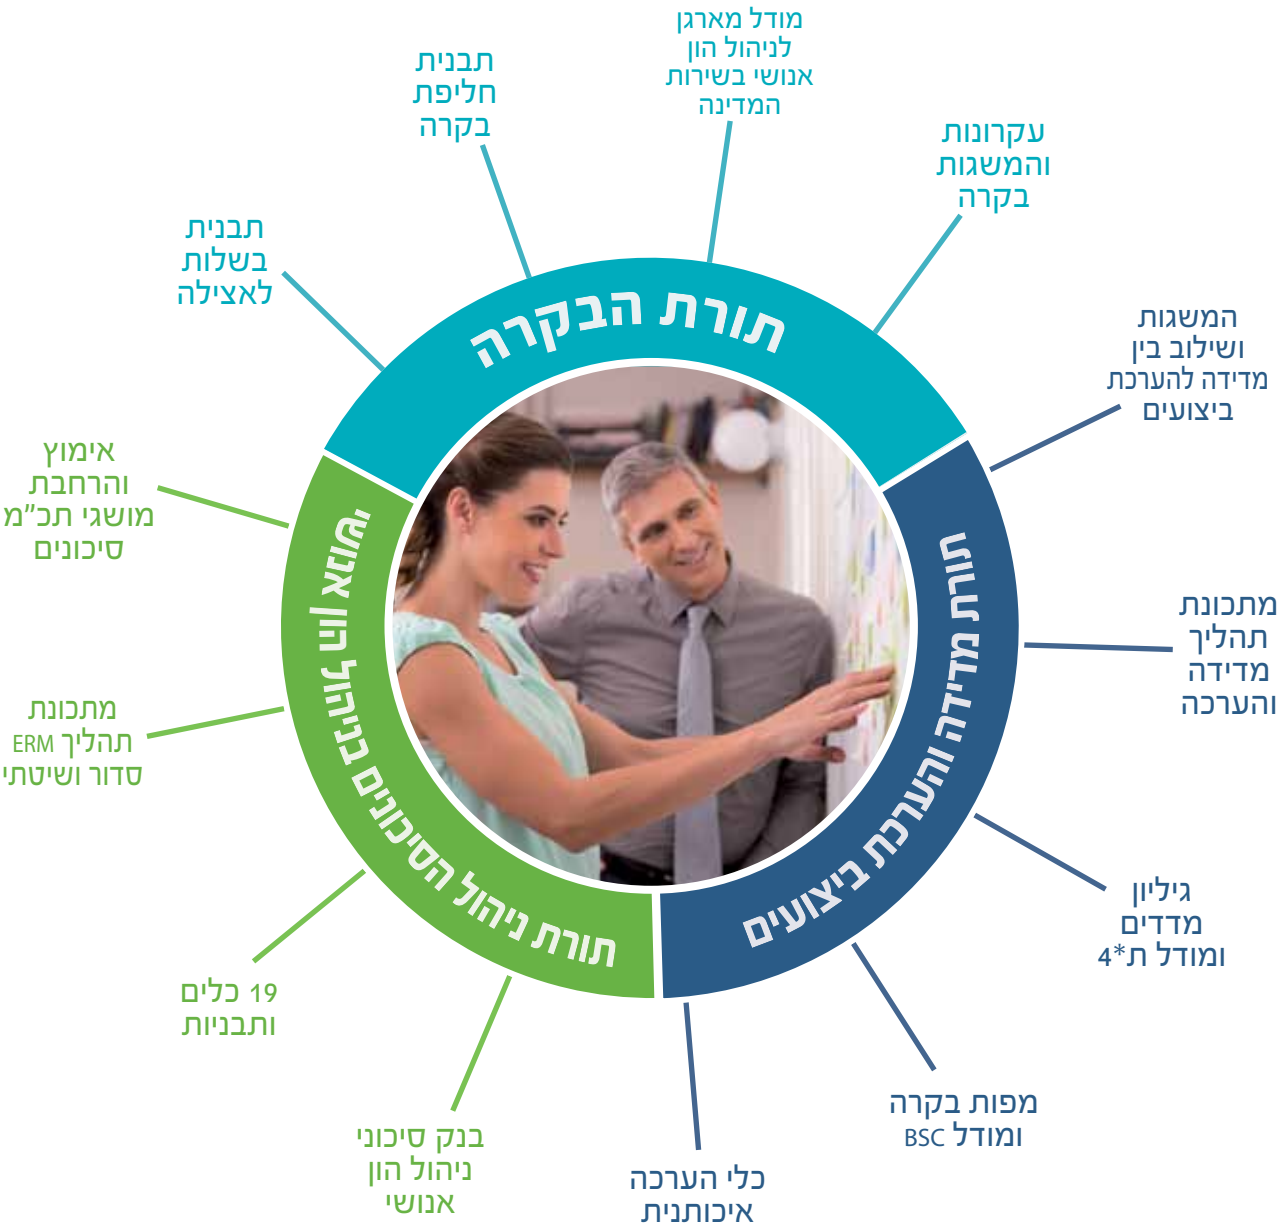 מודל מארגן
לניהול הון
אנושי בשירות
המדינה
תבנית
חליפת
בקרה
עקרונות
והמשגות
בקרה
תבנית
בשלות
לאצילה
תורת הבקרה
המשגות
ושילוב בין
מדידה להערכת
ביצועים
מתכונת
תהליך
מדידה
והערכה
גיליון
מדדים
ומודל ת*4
מפות בקרה
ומודל BSC
כלי הערכה
איכותנית
תורת מדידה והערכת ביצועים
אימוץ
והרחבת
מושגי תכ"מ
סיכונים
מתכונת
תהליך ERM
סדור ושיטתי
19 כלים
ותבניות
בנק סיכוני
ניהול הון
אנושי
תורת ניהול הסיכונים בניהול הון אנושי